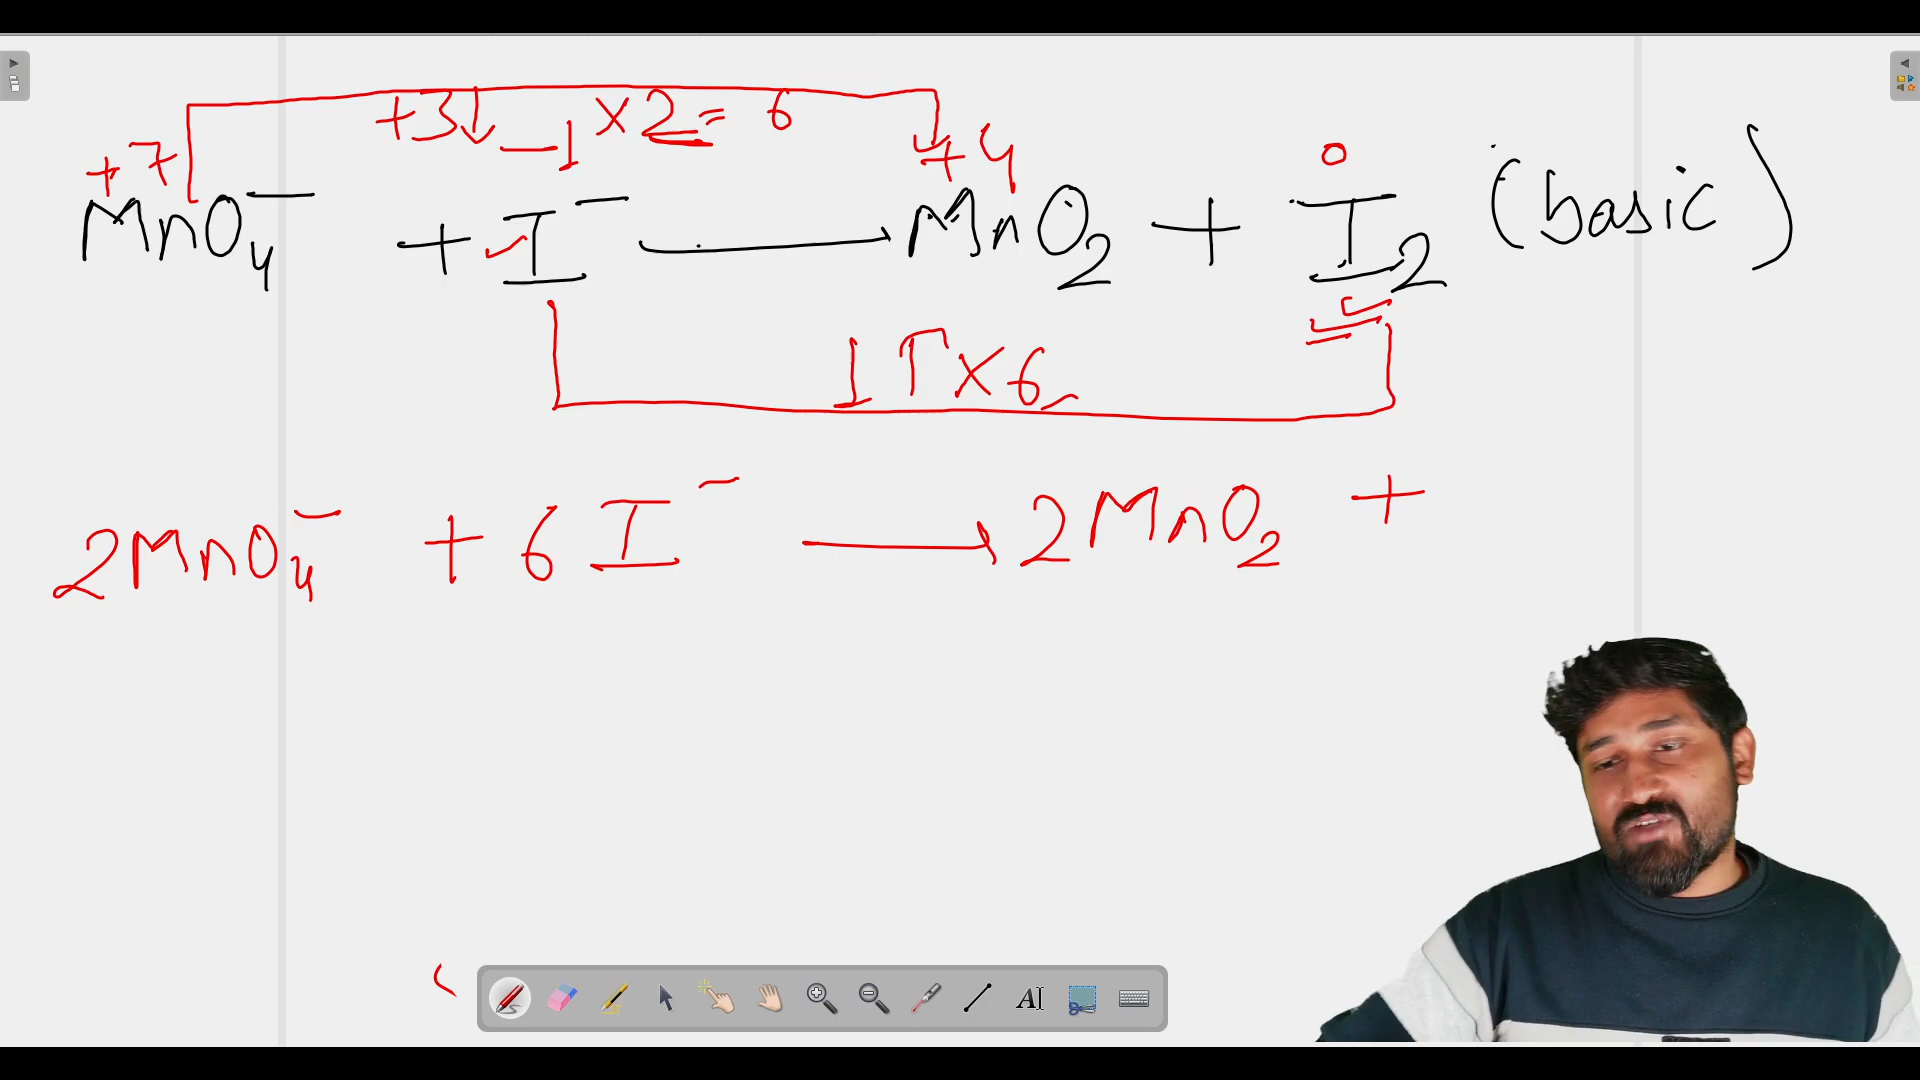 +3↓ -1 × 2 = 6
+7 +4 0
MnO₄⁻ + I⁻ ⟶ MnO₂ + I₂ (basic)
1↑×6
2MnO₄⁻ + 6I⁻ ⟶ 2MnO₂ +